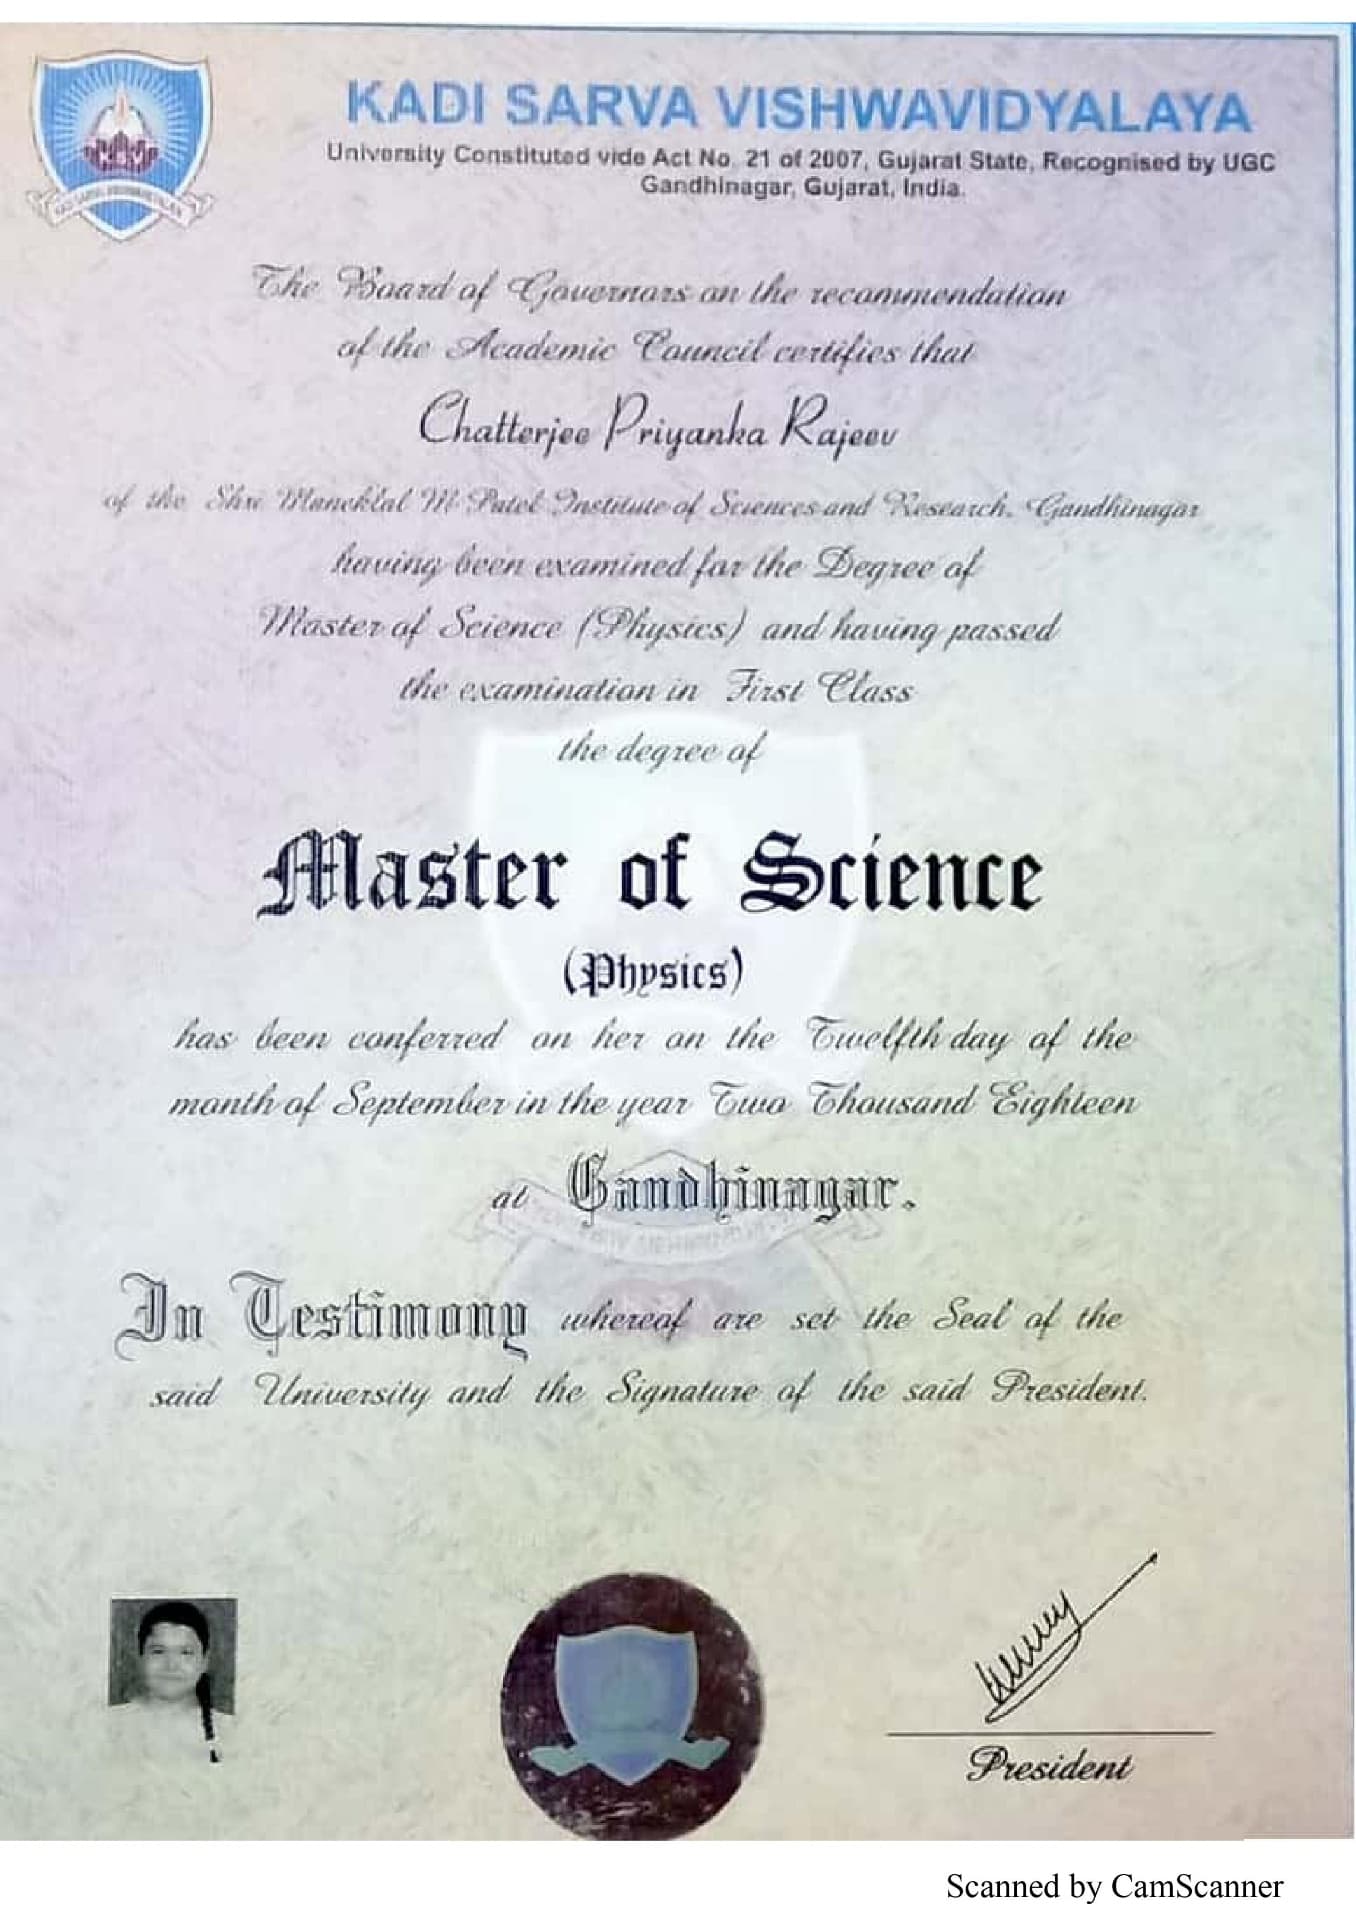 KADI SARVA VISHWAVIDYALAYA
University Constituted vide Act No. 21 of 2007, Gujarat State, Recognised by UGC
Gandhinagar, Gujarat, India.
KSV
The Board of Governors on the recommendation
of the Academic Council certifies that
Chatterjee Priyanka Rajeev
of the Shri Maneklal M Patel Institute of Sciences and Research, Gandhinagar
having been examined for the Degree of
Master of Science (Physics) and having passed
the examination in First Class
the degree of
Master of Science
(Physics)
has been conferred on her on the Twelfth day of the
month of September in the year Two Thousand Eighteen
at Gandhinagar.
In Testimony whereof are set the Seal of the
said University and the Signature of the said President.
President
Scanned by CamScanner